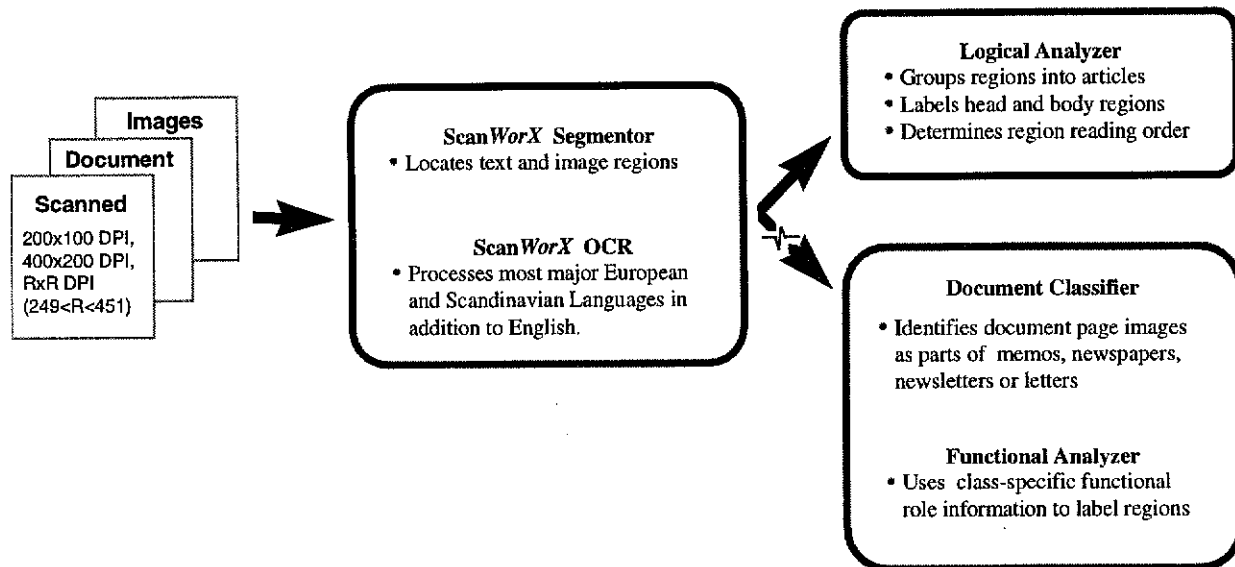 Images
Document
Scanned
200x100 DPI,
400x200 DPI,
RxR DPI
(249<R<451)
ScanWorX Segmentor
• Locates text and image regions
ScanWorX OCR
• Processes most major European
and Scandinavian Languages in
addition to English.
Logical Analyzer
• Groups regions into articles
• Labels head and body regions
• Determines region reading order
Document Classifier
• Identifies document page images
as parts of memos, newspapers,
newsletters or letters
Functional Analyzer
• Uses class-specific functional
role information to label regions